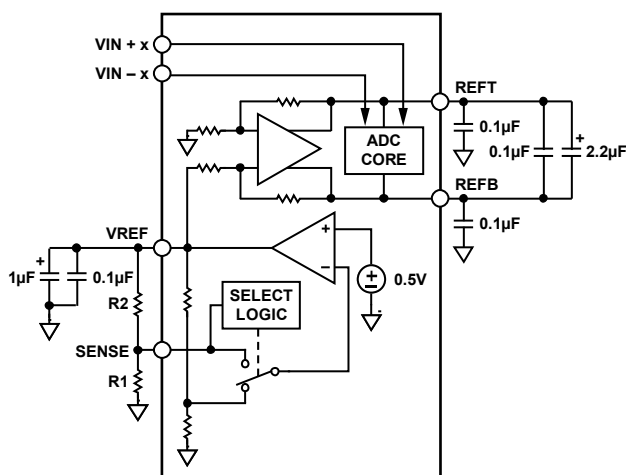 VIN + x
VIN – x
REFT
0.1µF
ADC
CORE
0.1µF
+
2.2µF
REFB
0.1µF
VREF
+
1µF
0.1µF
R2
SELECT
LOGIC
+
–
0.5V
SENSE
R1